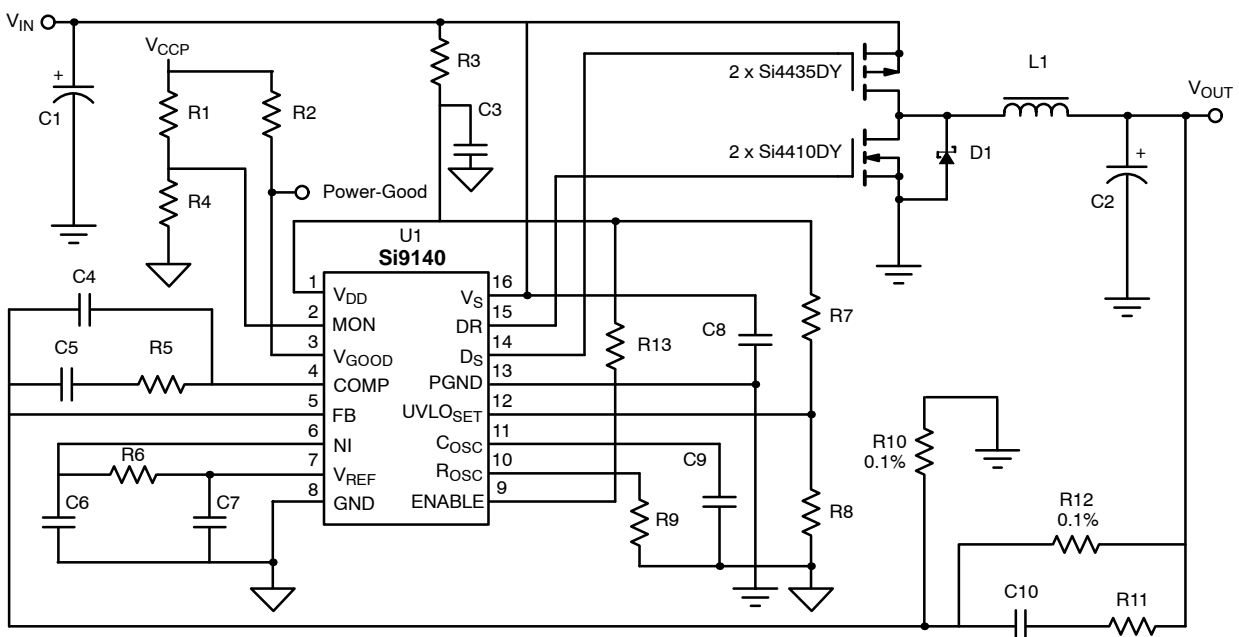 VIN
VCCP
C1
+
R1
R2
R3
C3
R4
Power-Good
2 x Si4435DY
2 x Si4410DY
L1
VOUT
D1
+
C2
U1
Si9140
1
VDD
2
MON
3
VGOOD
4
COMP
5
FB
6
NI
7
VREF
8
GND
16
VS
15
DR
14
DS
13
PGND
12
UVLOSET
11
COSC
10
ROSC
9
ENABLE
C4
C5
R5
R6
C6
C7
R13
C8
R7
C9
R9
R8
R10
0.1%
R12
0.1%
C10
R11